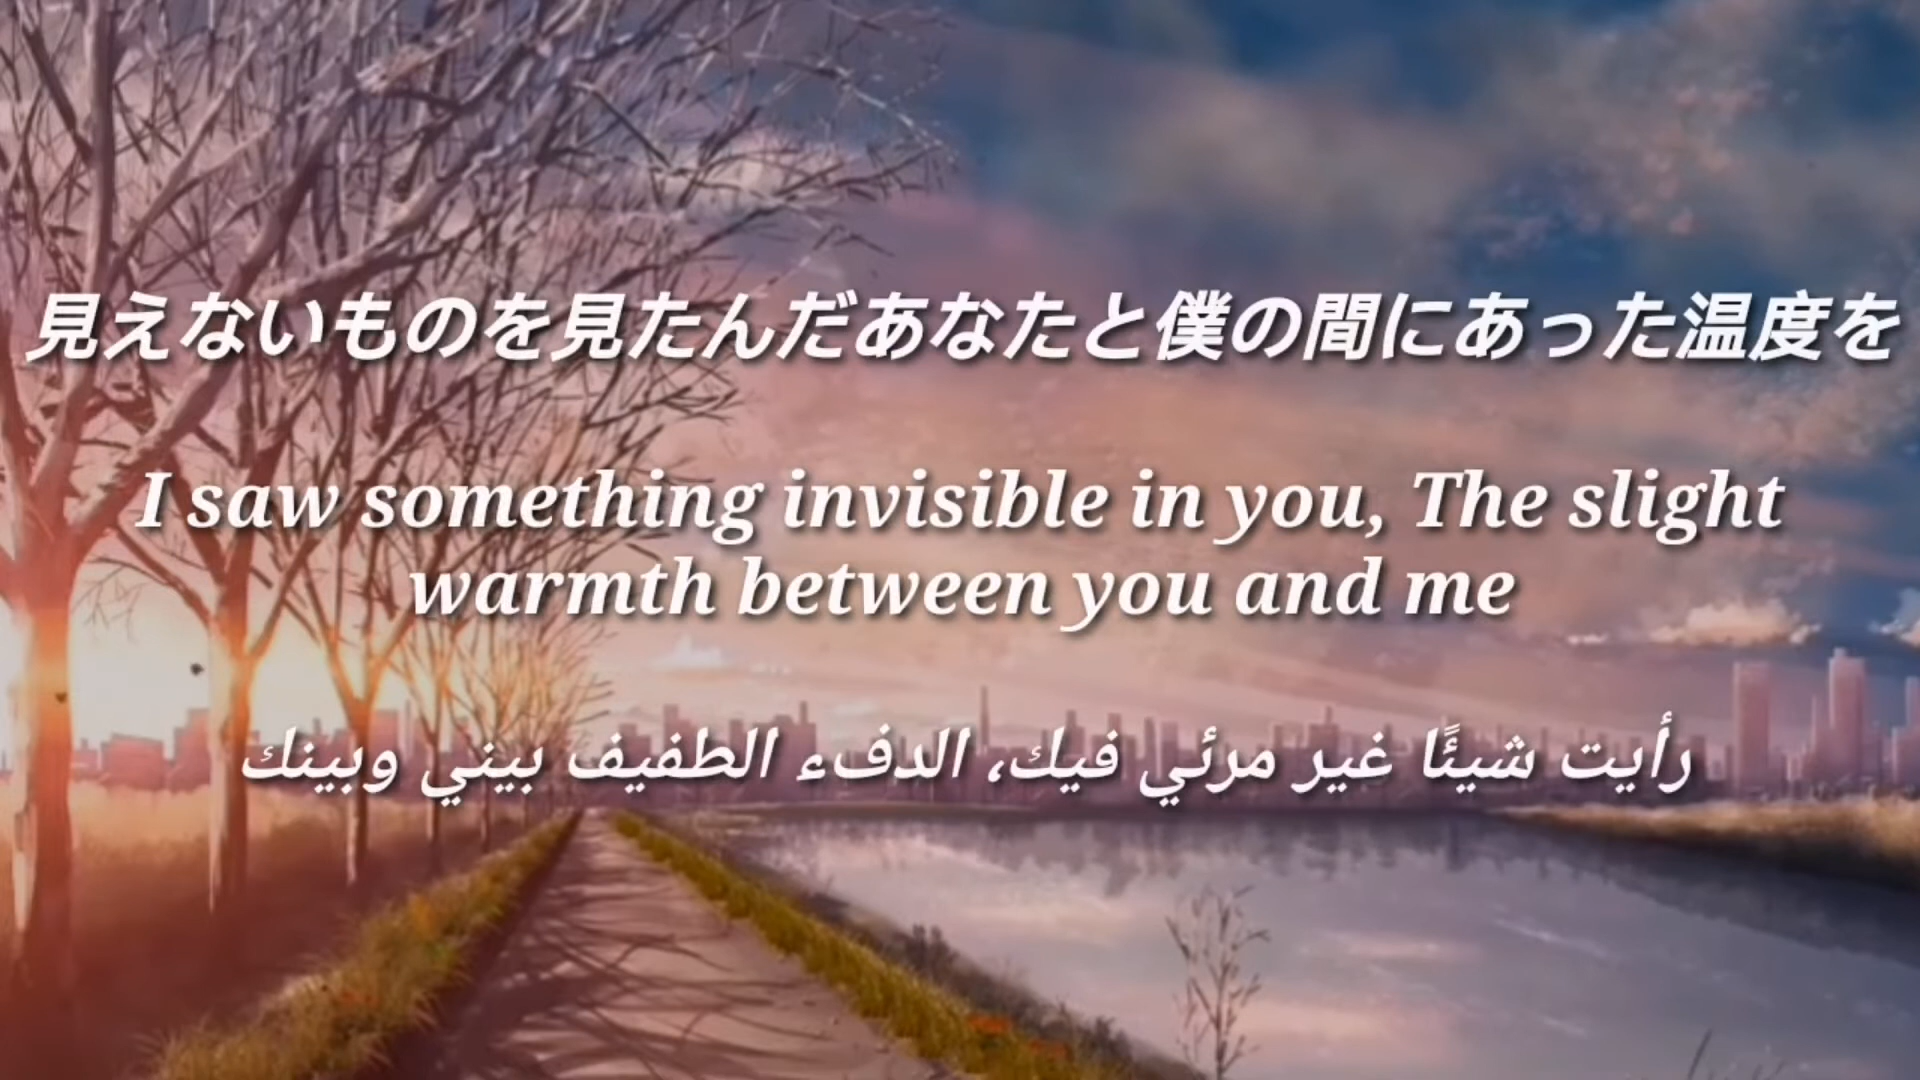 見えないものを見たんだあなたと僕の間にあった温度を
I saw something invisible in you, The slight
warmth between you and me
رأيت شيئًا غير مرئي فيك، الدفء الطفيف بيني وبينك